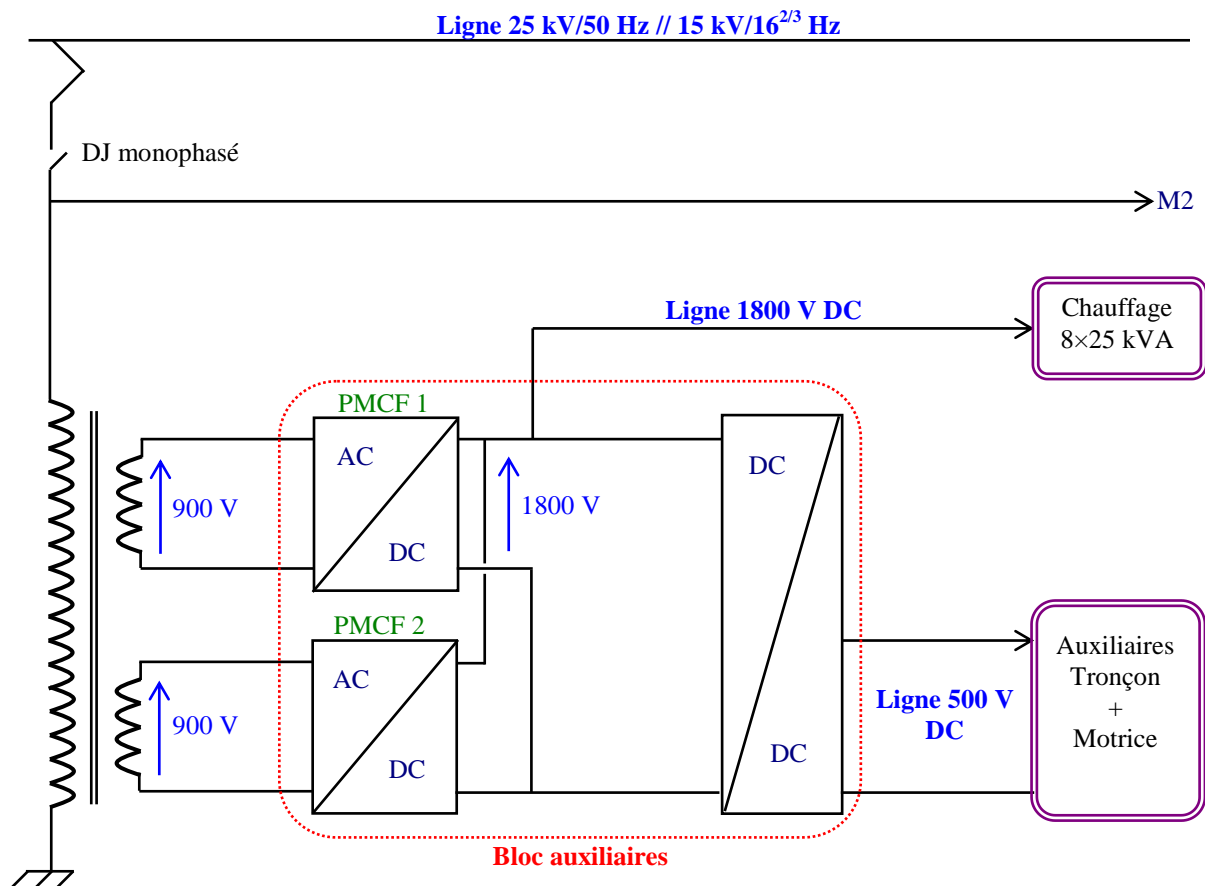 Ligne 25 kV/50 Hz // 15 kV/16^2/3 Hz
DJ monophasé
M2
Ligne 1800 V DC
Chauffage
8×25 kVA
PMCF 1
AC
DC
900 V
1800 V
DC
DC
PMCF 2
AC
DC
900 V
Ligne 500 V
DC
Auxiliaires
Tronçon
+
Motrice
Bloc auxiliaires